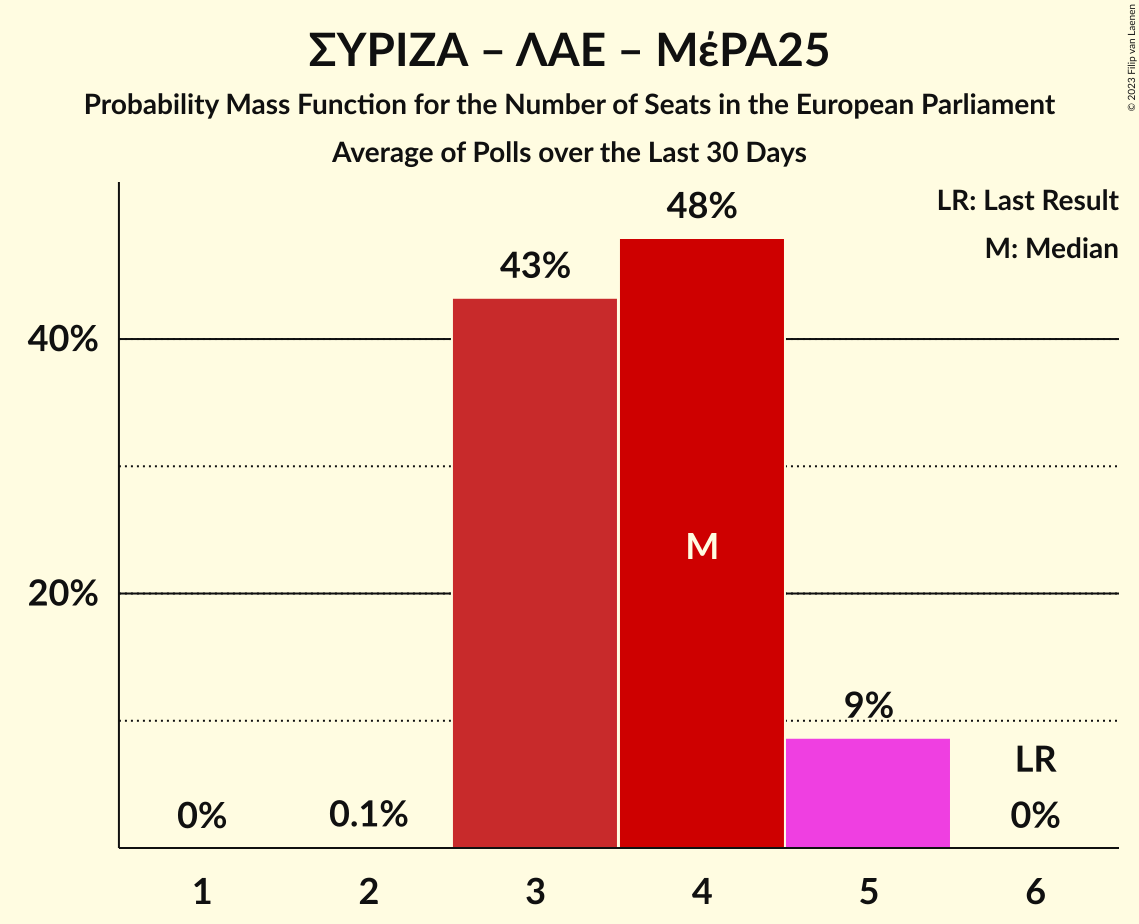 ΣΥΡΙΖΑ – ΛΑΕ – ΜέΡΑ25
Probability Mass Function for the Number of Seats in the European Parliament
Average of Polls over the Last 30 Days
© 2023 Filip van Laenen
LR: Last Result
M: Median
48%
43%
40%
M
20%
9%
LR
0%
0.1%
0%
1
2
3
4
5
6